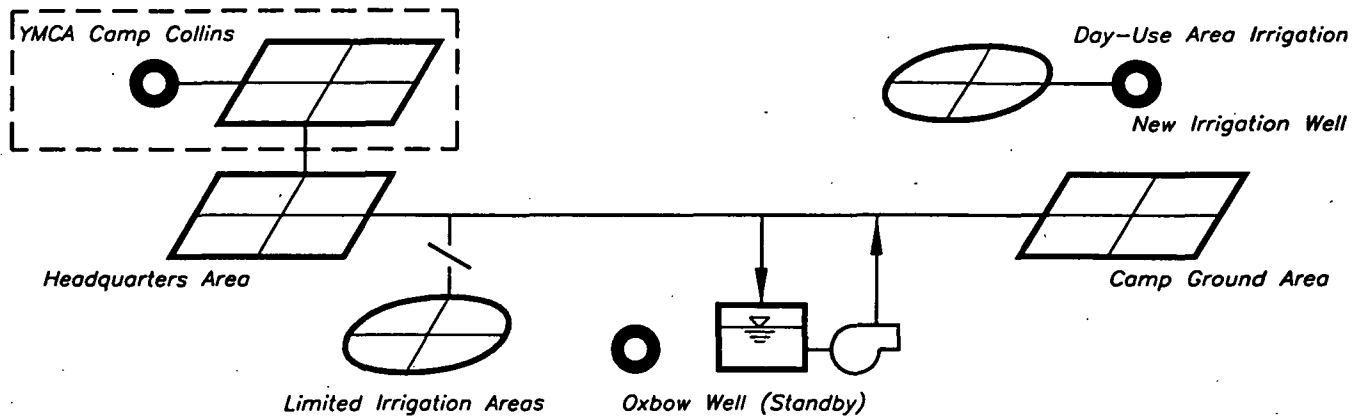 YMCA Camp Collins
Day-Use Area Irrigation
New Irrigation Well
Headquarters Area
Camp Ground Area
Limited Irrigation Areas
Oxbow Well (Standby)